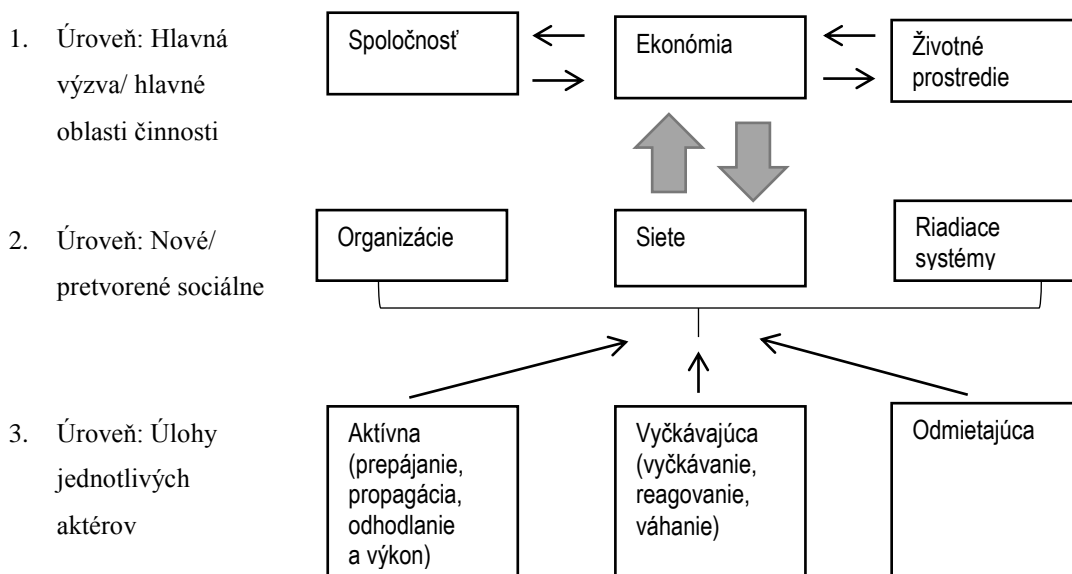 1. Úroveň: Hlavná
výzva/ hlavné
oblasti činnosti
Spoločnosť
Ekonómia
Životné
prostredie
2. Úroveň: Nové/
pretvorené sociálne
Organizácie
Siete
Riadiace
systémy
3. Úroveň: Úlohy
jednotlivých
aktérov
Aktívna
(prepájanie,
propagácia,
odhodlanie
a výkon)
Vyčkávajúca
(vyčkávanie,
reagovanie,
váhanie)
Odmietajúca